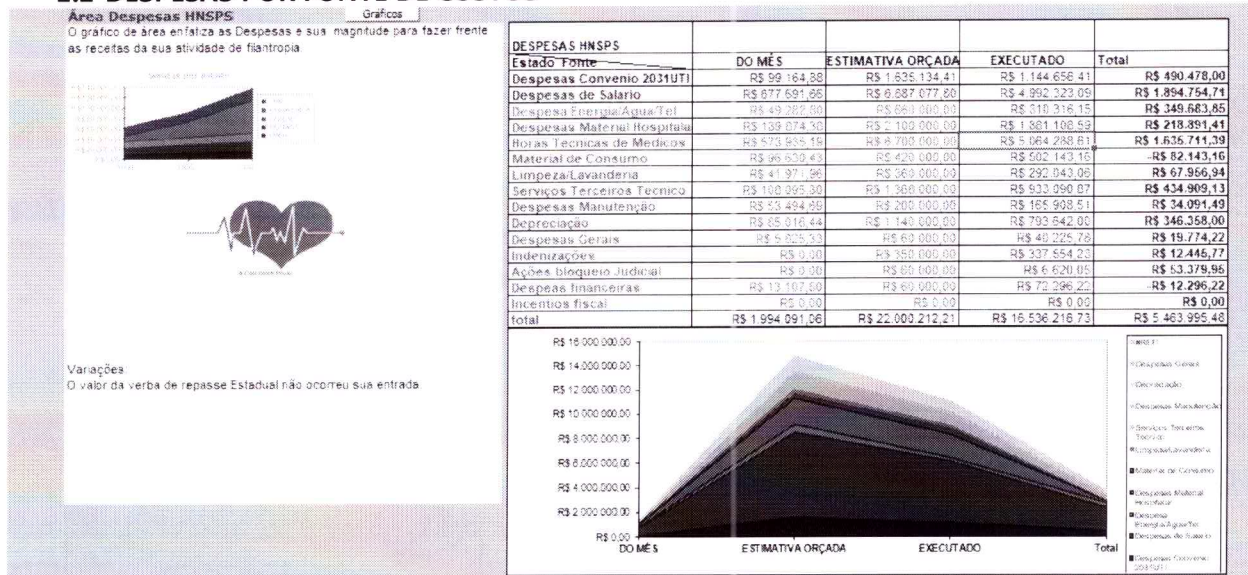 Área Despesas HNSPS
Gráficos
O gráfico de área enfatiza as Despesas e sua magnitude para fazer frente
as receitas da sua atividade de filantropia
Variações
O valor da verba de repasse Estadual não ocorreu sua entrada
DESPESAS HNSPS
Estado Fonte DO MÊS ESTIMATIVA ORÇADA EXECUTADO Total
Despesas Convenio 2031UTI R$ 99 164,88 R$ 1.635.134,41 R$ 1.144.656,41 R$ 490.478,00
Despesas de Salario R$ 677 691,66 R$ 6.887 077,80 R$ 4.992 323,09 R$ 1.894.754,71
Despesa Energia/Agua/Tel R$ 49 282,80 R$ 660 000,00 R$ 310 316,15 R$ 349.683,85
Despesas Material Hospitala R$ 2 100 000,00 R$ 1 881 108,59 R$ 218.891,41
Horas Tecnicas de Medicos R$ 573 935,19 R$ 6 700 000,00 R$ 5 064 288,61 R$ 1.635.711,39
Material de Consumo R$ 96 630,43 R$ 420 000,00 R$ 502 143,16 -R$ 82.143,16
Limpeza/Lavanderia R$ 41 971,96 R$ 360 000,00 R$ 292 043,06 R$ 67.956,94
Serviços Terceiros Tecnico R$ 108 095,30 R$ 1 368 000,00 R$ 933 090,87 R$ 434.909,13
Despesas Manutenção R$ 53 494,69 R$ 200 000,00 R$ 165 908,51 R$ 34.091,49
Depreciação R$ 85 016,44 R$ 1 140 000,00 R$ 793 642,00 R$ 346.358,00
Despesas Gerais R$ 60 000,00 R$ 40 225,78 R$ 19.774,22
Indenizações R$ 0,00 R$ 350 000,00 R$ 337 554,23 R$ 12.445,77
Ações bloqueio Judicial R$ 0,00 R$ 60 000,00 R$ 6 620,05 R$ 53.379,95
Despeas financeiras R$ 13 107,80 R$ 60 000,00 R$ 72 296,22 -R$ 12.296,22
Incentios fiscal R$ 0,00 R$ 0,00 R$ 0,00 R$ 0,00
total R$ 1 994 091,06 R$ 22.000 212,21 R$ 16.536 216,73 R$ 5 463.995,48
R$ 16 000 000,00
R$ 14.000 000,00
R$ 12 000 000,00
R$ 10 000 000,00
R$ 8 000 000,00
R$ 6 000 000,00
R$ 4 000 000,00
R$ 2 000 000,00
R$ 0,00
DO MÊS ESTIMATIVA ORÇADA EXECUTADO Total
Despesas Gerais
Depreciação
Despesas Manutenção
Serviços Terceiros
Tecnico
Limpeza/Lavanderia
Material de Consumo
Despesas Material
Hospitalar
Despesa
Energia/Agua/Tel
Despesas de Salario
Despesas Convenio
2031UTI